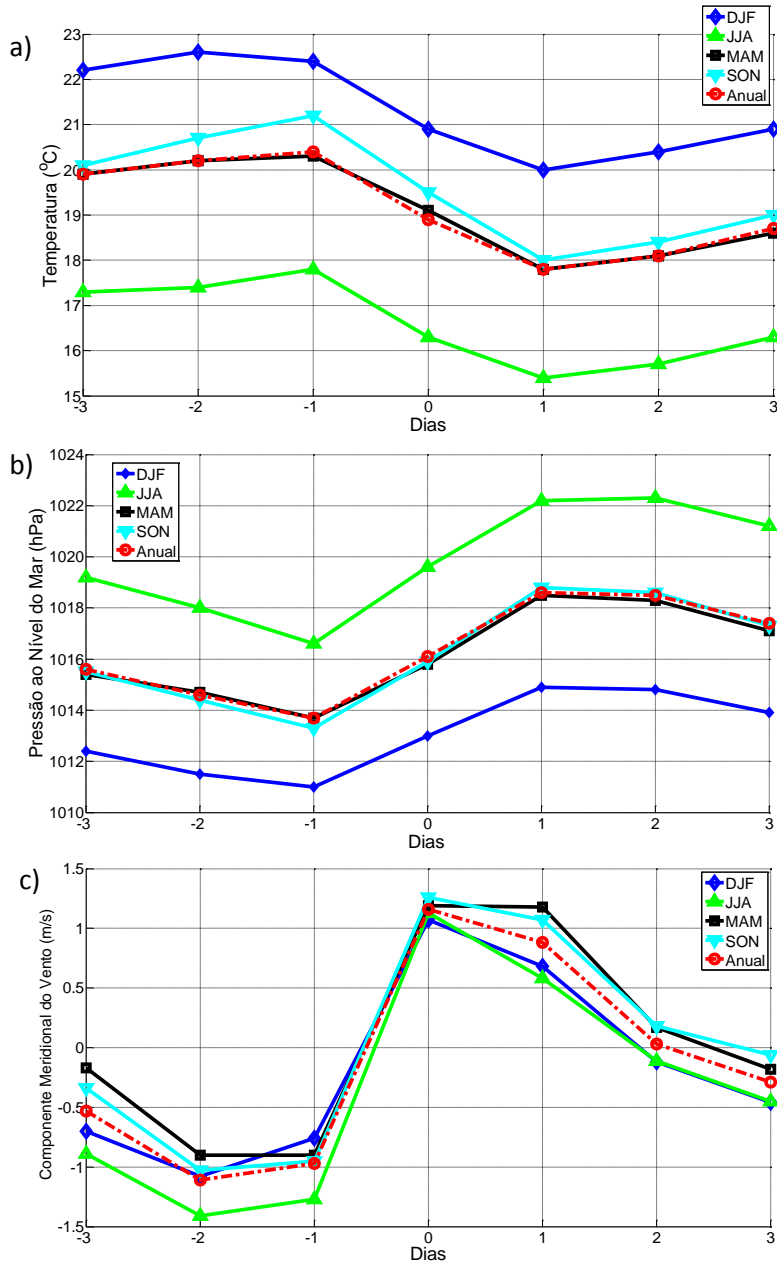 a)
Temperatura (°C)
23
22
21
20
19
18
17
16
15
-3
-2
-1
0
1
2
3
Dias
DJF
JJA
MAM
SON
Anual
b)
Pressão ao Nível do Mar (hPa)
1024
1022
1020
1018
1016
1014
1012
1010
-3
-2
-1
0
1
2
3
Dias
DJF
JJA
MAM
SON
Anual
c)
Componente Meridional do Vento (m/s)
1.5
1
0.5
0
-0.5
-1
-1.5
-3
-2
-1
0
1
2
3
Dias
DJF
JJA
MAM
SON
Anual